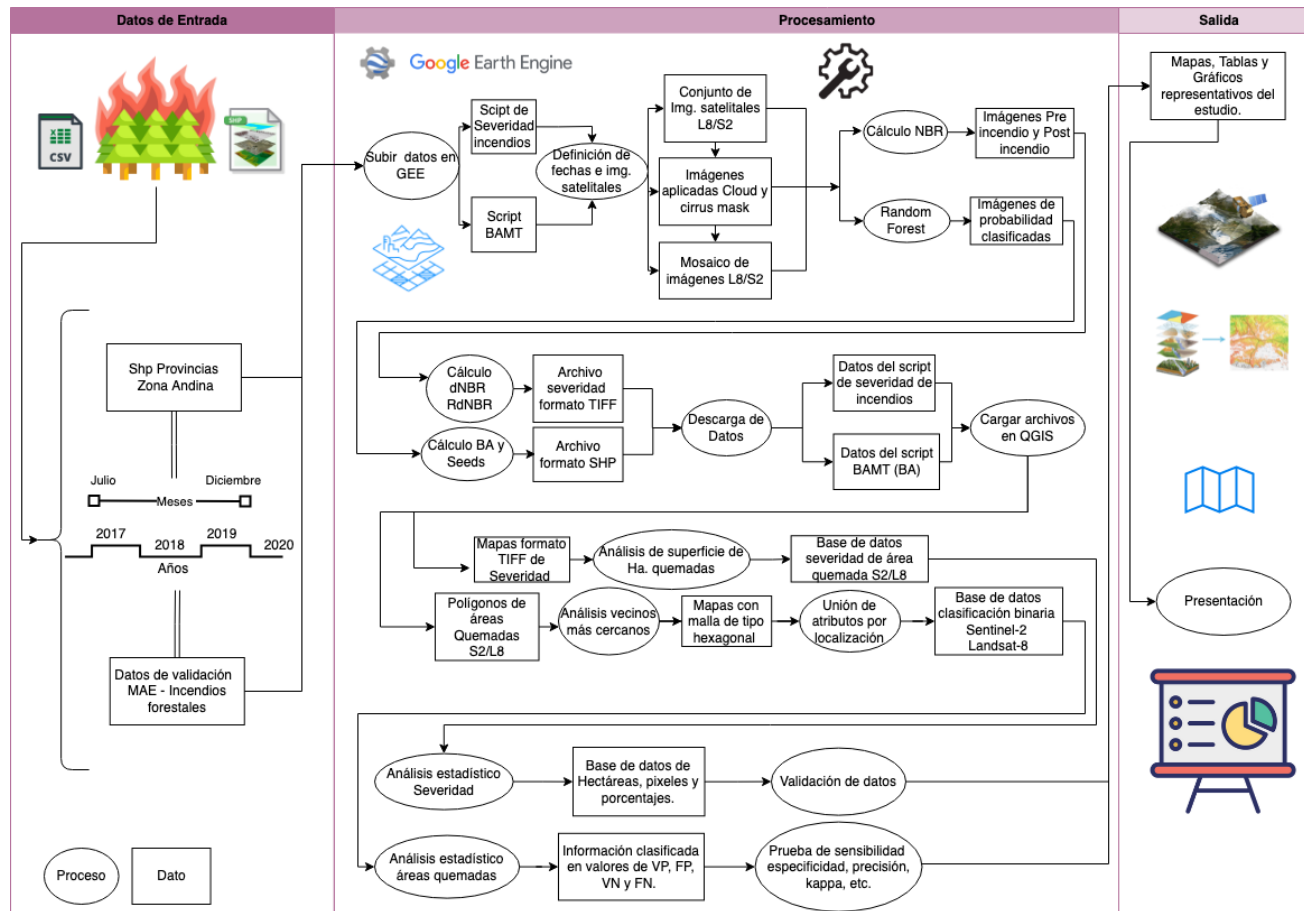 Datos de Entrada
Procesamiento
Salida
CSV
SHP
Google Earth Engine
Subir datos en
GEE
Scipt de
Severidad
incendios
Script
BAMT
Definición de
fechas e img.
satelitales
Conjunto de
Img. satelitales
L8/S2
Imágenes
aplicadas Cloud y
cirrus mask
Mosaico de
imágenes L8/S2
Cálculo NBR
Imágenes Pre
incendio y Post
incendio
Random
Forest
Imágenes de
probabilidad
clasificadas
Mapas, Tablas y
Gráficos
representativos del
estudio.
Shp Provincias
Zona Andina
Julio
Diciembre
Meses
2017
2018
2019
2020
Años
Datos de validación
MAE - Incendios
forestales
Cálculo
dNBR
RdNBR
Archivo
severidad
formato TIFF
Cálculo BA y
Seeds
Archivo
formato SHP
Descarga de
Datos
Datos del script
de severidad de
incendios
Datos del script
BAMT (BA)
Cargar archivos
en QGIS
Mapas formato
TIFF de
Severidad
Análisis de superficie de
Ha. quemadas
Base de datos
severidad de área
quemada S2/L8
Polígonos de
áreas
Quemadas
S2/L8
Análisis vecinos
más cercanos
Mapas con
malla de tipo
hexagonal
Unión de
atributos por
localización
Base de datos
clasificación binaria
Sentinel-2
Landsat-8
Presentación
Análisis estadístico
Severidad
Base de datos de
Hectáreas, pixeles y
porcentajes.
Validación de datos
Análisis estadístico
áreas quemadas
Información clasificada
en valores de VP, FP,
VN y FN.
Prueba de sensibilidad
especificidad, precisión,
kappa, etc.
Proceso
Dato